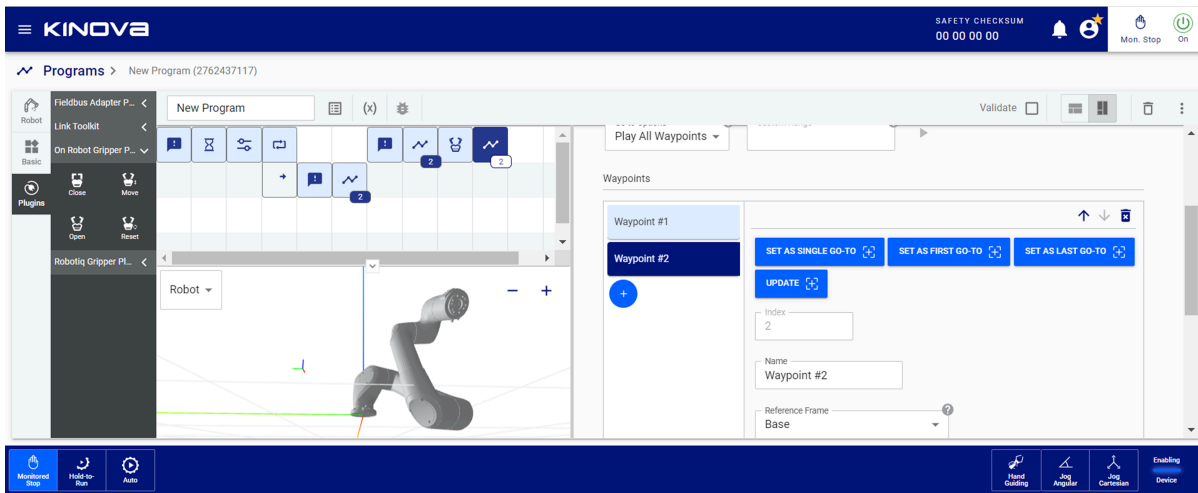 KINOVA
SAFETY CHECKSUM
00 00 00 00
Mon. Stop
On
Programs > New Program (2762437117)
Robot
Basic
Plugins
Fieldbus Adapter P...
Link Toolkit
On Robot Gripper P...
Close
Move
Open
Reset
Robotiq Gripper Pl...
New Program
(x)
Validate
2
2
2
Robot
Play All Waypoints
Waypoints
Waypoint #1
Waypoint #2
SET AS SINGLE GO-TO
SET AS FIRST GO-TO
SET AS LAST GO-TO
UPDATE
Index
2
Name
Waypoint #2
Reference Frame
Base
Monitored
Stop
Hold-to-
Run
Auto
Hand
Guiding
Jog
Angular
Jog
Cartesian
Enabling
Device